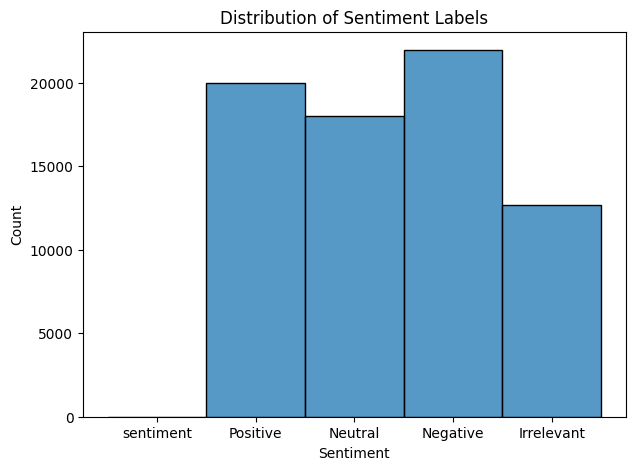 Distribution of Sentiment Labels
20000
15000
10000
5000
0
Count
sentiment Positive Neutral Negative Irrelevant
Sentiment